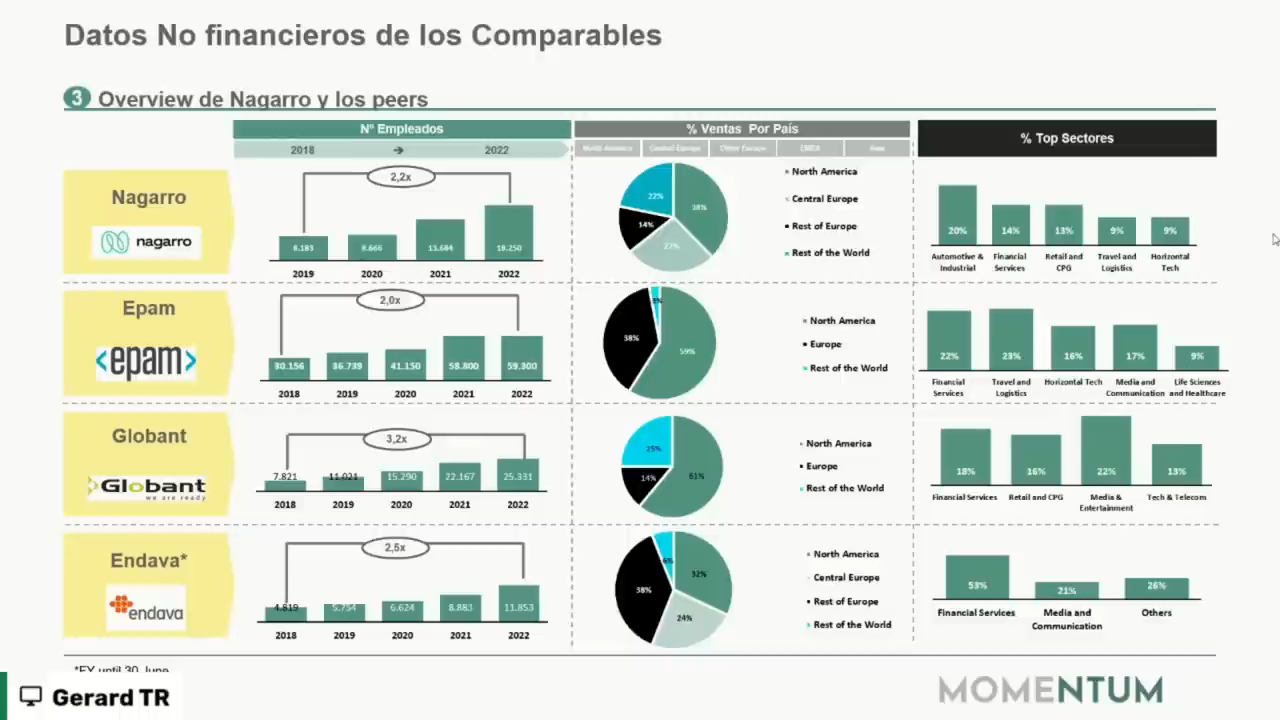 Datos No financieros de los Comparables
3 Overview de Nagarro y los peers
Nº Empleados
% Ventas Por País
% Top Sectores
2018 → 2022
North America Central Europe Other Europe
Nagarro
nagarro
2,2x
8.666 18.250
2019 2020 2021 2022
22% 38%
14%
27%
North America
Central Europe
Rest of Europe
Rest of the World
20% 14% 13% 9% 9%
Automotive & Industrial
Financial Services
Retail and CPG
Travel and Logistics
Horizontal Tech
Epam
<epam>
2,0x
30.156 36.739 41.150 58.800 59.300
2018 2019 2020 2021 2022
38% 59%
North America
Europe
Rest of the World
22% 23% 16% 17% 9%
Financial Services
Travel and Logistics
Horizontal Tech
Media and Communication
Life Sciences and Healthcare
Globant
Globant
we are ready
3,2x
7.821 11.021 15.290 22.167 25.331
2018 2019 2020 2021 2022
25% 61%
14%
North America
Europe
Rest of the World
18% 16% 22% 13%
Financial Services
Retail and CPG
Media & Entertainment
Tech & Telecom
Endava*
endava
2,5x
4.819 5.754 6.624 8.883 11.853
2018 2019 2020 2021 2022
6% 32%
38%
24%
North America
Central Europe
Rest of Europe
Rest of the World
53% 21% 26%
Financial Services
Media and Communication
Others
*FY until 30 June
Gerard TR
MOMENTUM